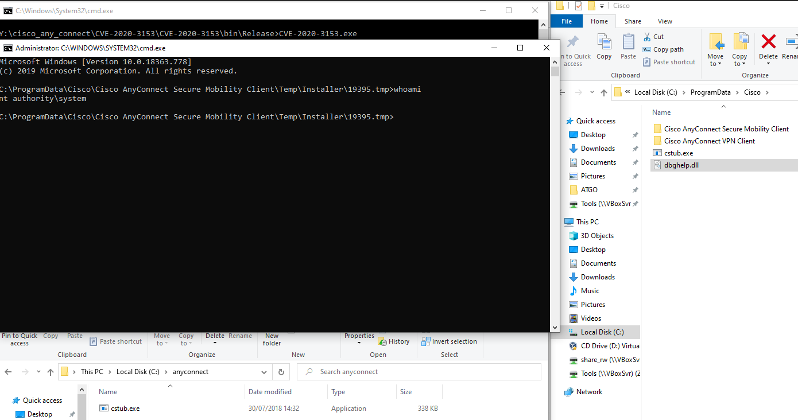 C:\Windows\System32\cmd.exe
Y:\cisco_any_connect\CVE-2020-3153\CVE-2020-3153\bin\Release>CVE-2020-3153.exe
Administrator: C:\WINDOWS\SYSTEM32\cmd.exe
Microsoft Windows [Version 10.0.18363.778]
(c) 2019 Microsoft Corporation. All rights reserved.
C:\ProgramData\Cisco\Cisco AnyConnect Secure Mobility Client\Temp\Installer\19395.tmp>whoami
nt authority\system
C:\ProgramData\Cisco\Cisco AnyConnect Secure Mobility Client\Temp\Installer\19395.tmp>
Cisco
File Home Share View
Pin to Quick access
Copy
Paste
Cut
Copy path
Paste shortcut
Move to
Copy to
Delete
Clipboard
Organize
« Local Disk (C:) > ProgramData > Cisco >
Name
Quick access
Desktop
Downloads
Documents
Pictures
ATGO
Tools (\\VBoxSvr)
This PC
3D Objects
Desktop
Documents
Downloads
Music
Pictures
Videos
Local Disk (C:)
CD Drive (D:) Virtua
share_rw (\\VBoxSv
Tools (\\VBoxSvr) (Z
Network
Cisco AnyConnect Secure Mobility Client
Cisco AnyConnect VPN Client
cstub.exe
dbghelp.dll
Pin to Quick access
Copy
Paste
Paste shortcut
Move to
Copy to
Delete
Rename
New folder
Properties
History
Invert selection
Clipboard
Organize
New
Open
Select
> This PC > Local Disk (C:) > anyconnect
Search anyconnect
Name
Date modified
Type
Size
Quick access
Desktop
cstub.exe
30/07/2018 14:32
Application
338 KB